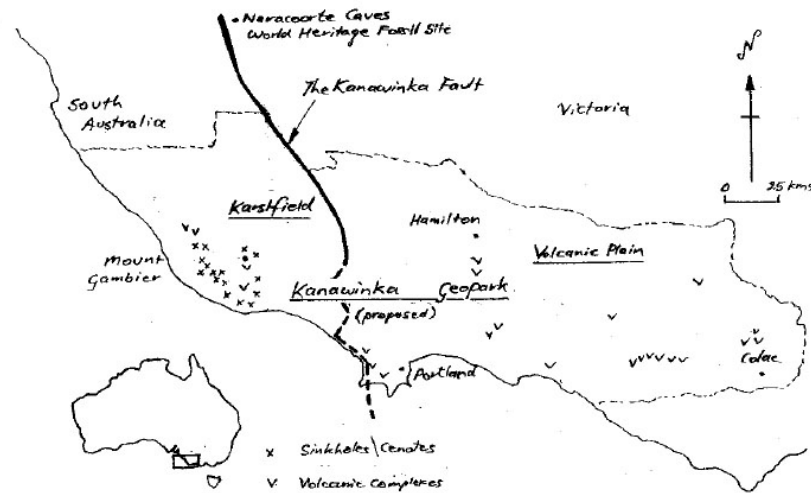 Naracoorte Caves
World Heritage Fossil Site
The Kanawinka Fault
South
Australia
Victoria
N
0 25 kms
Karstfield
Hamilton
Volcanic Plain
Mount
Gambier
Kanawinka Geopark
(proposed)
Colac
Portland
x Sinkholes\Cenotes
v Volcanic Complexes